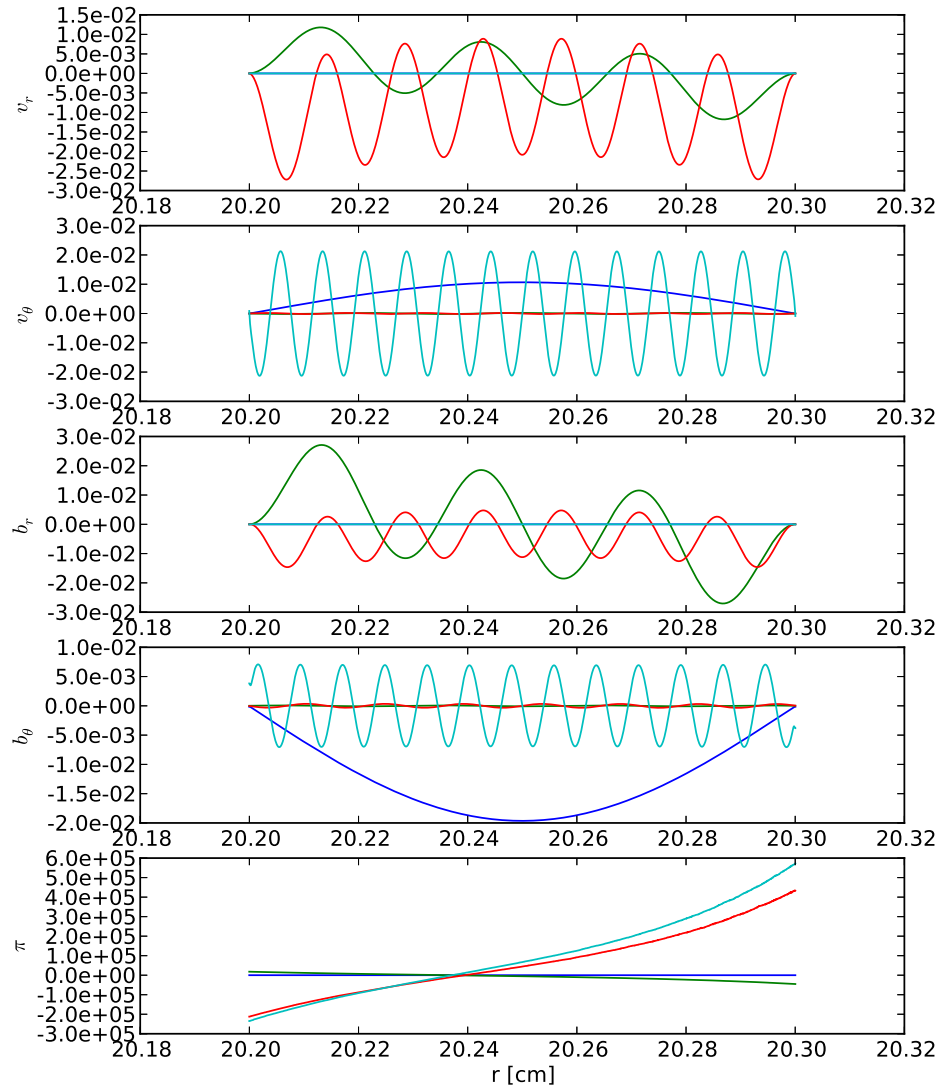 1.5e-02
1.0e-02
5.0e-03
0.0e+00
-5.0e-03
-1.0e-02
-1.5e-02
-2.0e-02
-2.5e-02
-3.0e-02
v_r
20.18 20.20 20.22 20.24 20.26 20.28 20.30 20.32
3.0e-02
2.0e-02
1.0e-02
0.0e+00
-1.0e-02
-2.0e-02
-3.0e-02
v_θ
20.18 20.20 20.22 20.24 20.26 20.28 20.30 20.32
3.0e-02
2.0e-02
1.0e-02
0.0e+00
-1.0e-02
-2.0e-02
-3.0e-02
b_r
20.18 20.20 20.22 20.24 20.26 20.28 20.30 20.32
1.0e-02
5.0e-03
0.0e+00
-5.0e-03
-1.0e-02
-1.5e-02
-2.0e-02
b_θ
20.18 20.20 20.22 20.24 20.26 20.28 20.30 20.32
6.0e+05
5.0e+05
4.0e+05
3.0e+05
2.0e+05
1.0e+05
0.0e+00
-1.0e+05
-2.0e+05
-3.0e+05
π
20.18 20.20 20.22 20.24 20.26 20.28 20.30 20.32
r [cm]